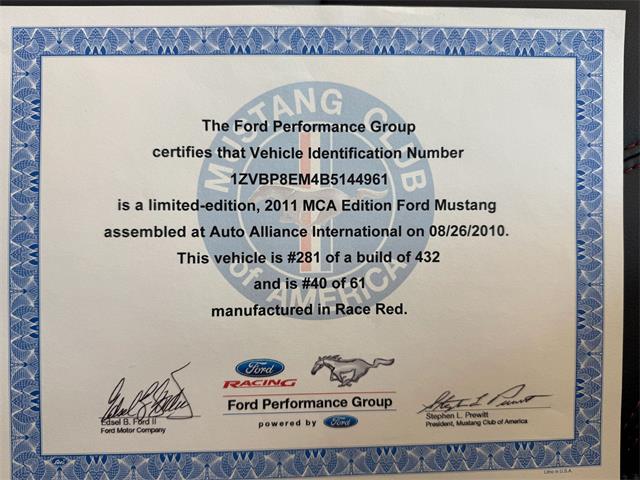 MUSTANG CLUB
of AMERICA
The Ford Performance Group
certifies that Vehicle Identification Number
1ZVBP8EM4B5144961
is a limited-edition, 2011 MCA Edition Ford Mustang
assembled at Auto Alliance International on 08/26/2010.
This vehicle is #281 of a build of 432
and is #40 of 61
manufactured in Race Red.
Ford
RACING
Ford Performance Group
powered by Ford
Edsel B. Ford II
Ford Motor Company
Stephen L. Prewitt
President, Mustang Club of America
Litho in U.S.A.